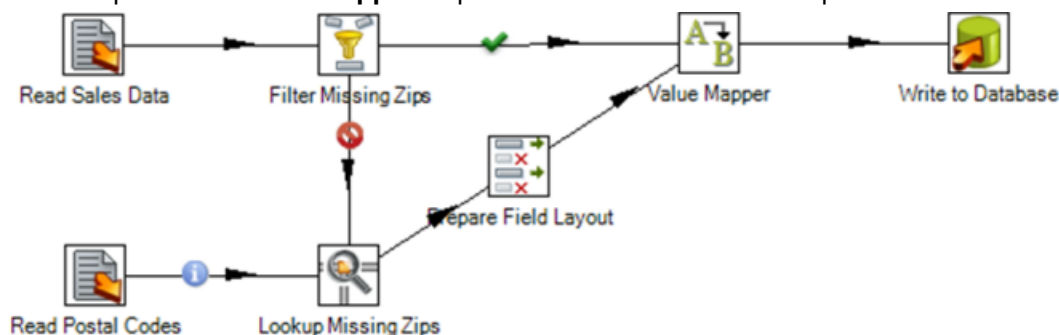 A
B
Read Sales Data
Filter Missing Zips
Value Mapper
Write to Database
Prepare Field Layout
i
Read Postal Codes
Lookup Missing Zips